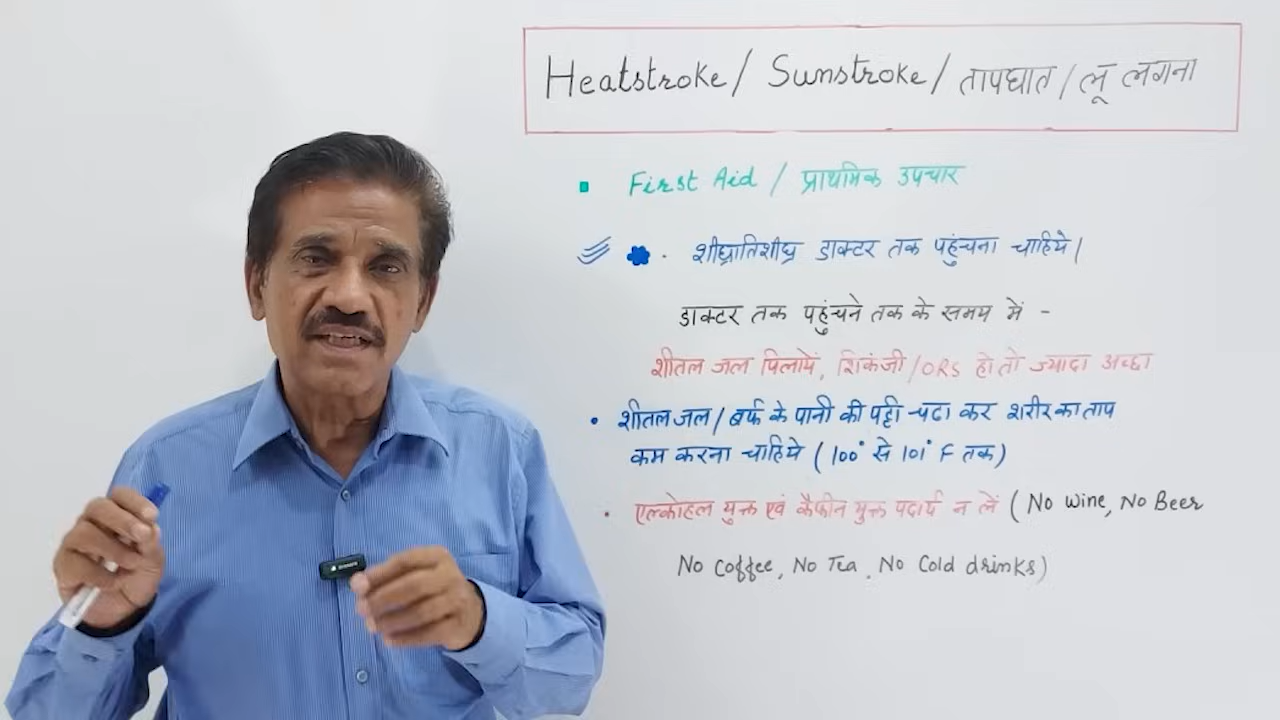 Heatstroke / Sunstroke / तापघात / लू लगना
First Aid / प्राथमिक उपचार
शीघ्रातिशीघ्र डाक्टर तक पहुंचना चाहिये।
डाक्टर तक पहुंचने तक के समय में -
शीतल जल पिलायें, शिकंजी/ORS हो तो ज्यादा अच्छा
शीतल जल/बर्फ के पानी की पट्टी चढा कर शरीर का ताप
कम करना चाहिये (100° से 101° F तक)
एल्कोहल युक्त एवं कैफीन युक्त पदार्थ न लें (No wine, No Beer
No Coffee, No Tea, No Cold drinks)